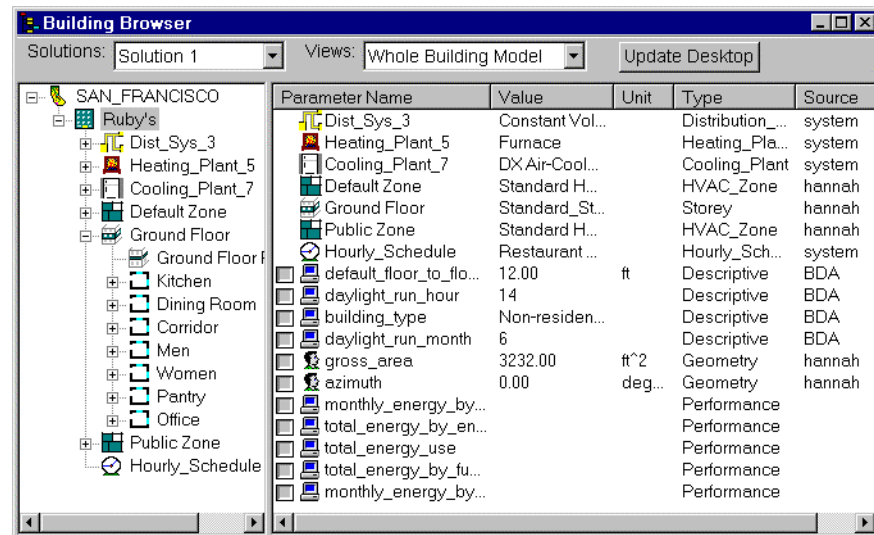 Building Browser
Solutions: Solution 1 Views: Whole Building Model Update Desktop
SAN_FRANCISCO
Ruby's
Dist_Sys_3
Heating_Plant_5
Cooling_Plant_7
Default Zone
Ground Floor
Ground Floor
Kitchen
Dining Room
Corridor
Men
Women
Pantry
Office
Public Zone
Hourly_Schedule
Parameter Name Value Unit Type Source
Dist_Sys_3 Constant Vol... Distribution_... system
Heating_Plant_5 Furnace Heating_Pla... system
Cooling_Plant_7 DX Air-Cool... Cooling_Plant system
Default Zone Standard H... HVAC_Zone hannah
Ground Floor Standard_St... Storey hannah
Public Zone Standard H... HVAC_Zone hannah
Hourly_Schedule Restaurant ... Hourly_Sch... system
default_floor_to_flo... 12.00 ft Descriptive BDA
daylight_run_hour 14 Descriptive BDA
building_type Non-residen... Descriptive BDA
daylight_run_month 6 Descriptive BDA
gross_area 3232.00 ft^2 Geometry hannah
azimuth 0.00 deg... Geometry hannah
monthly_energy_by... Performance
total_energy_by_en... Performance
total_energy_use Performance
total_energy_by_fu... Performance
monthly_energy_by... Performance